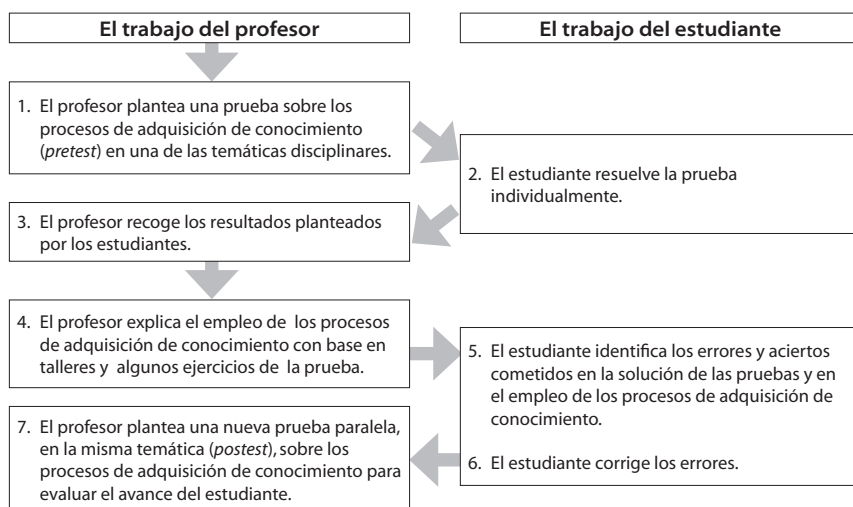 El trabajo del profesor
El trabajo del estudiante
1. El profesor plantea una prueba sobre los
procesos de adquisición de conocimiento
(pretest) en una de las temáticas disciplinares.
2. El estudiante resuelve la prueba
individualmente.
3. El profesor recoge los resultados planteados
por los estudiantes.
4. El profesor explica el empleo de los procesos
de adquisición de conocimiento con base en
talleres y algunos ejercicios de la prueba.
5. El estudiante identifica los errores y aciertos
cometidos en la solución de las pruebas y en
el empleo de los procesos de adquisición de
conocimiento.
6. El estudiante corrige los errores.
7. El profesor plantea una nueva prueba paralela,
en la misma temática (postest), sobre los
procesos de adquisición de conocimiento para
evaluar el avance del estudiante.